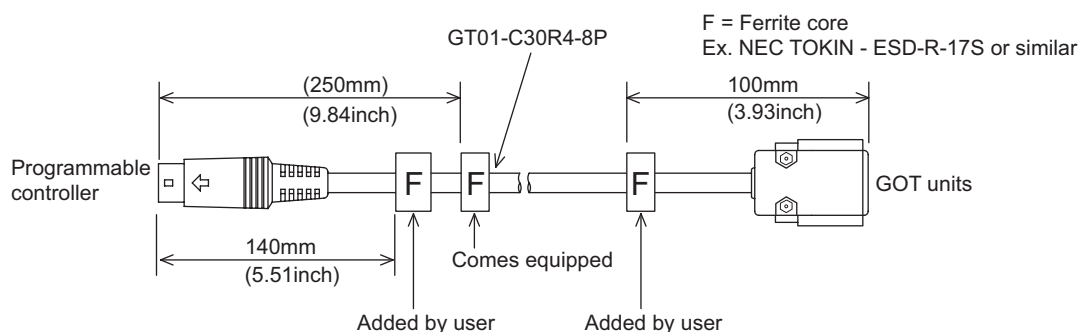 GT01-C30R4-8P
F = Ferrite core
Ex. NEC TOKIN - ESD-R-17S or similar
(250mm)
(9.84inch)
100mm
(3.93inch)
Programmable
controller
F
F
F
GOT units
140mm
(5.51inch)
Comes equipped
Added by user
Added by user